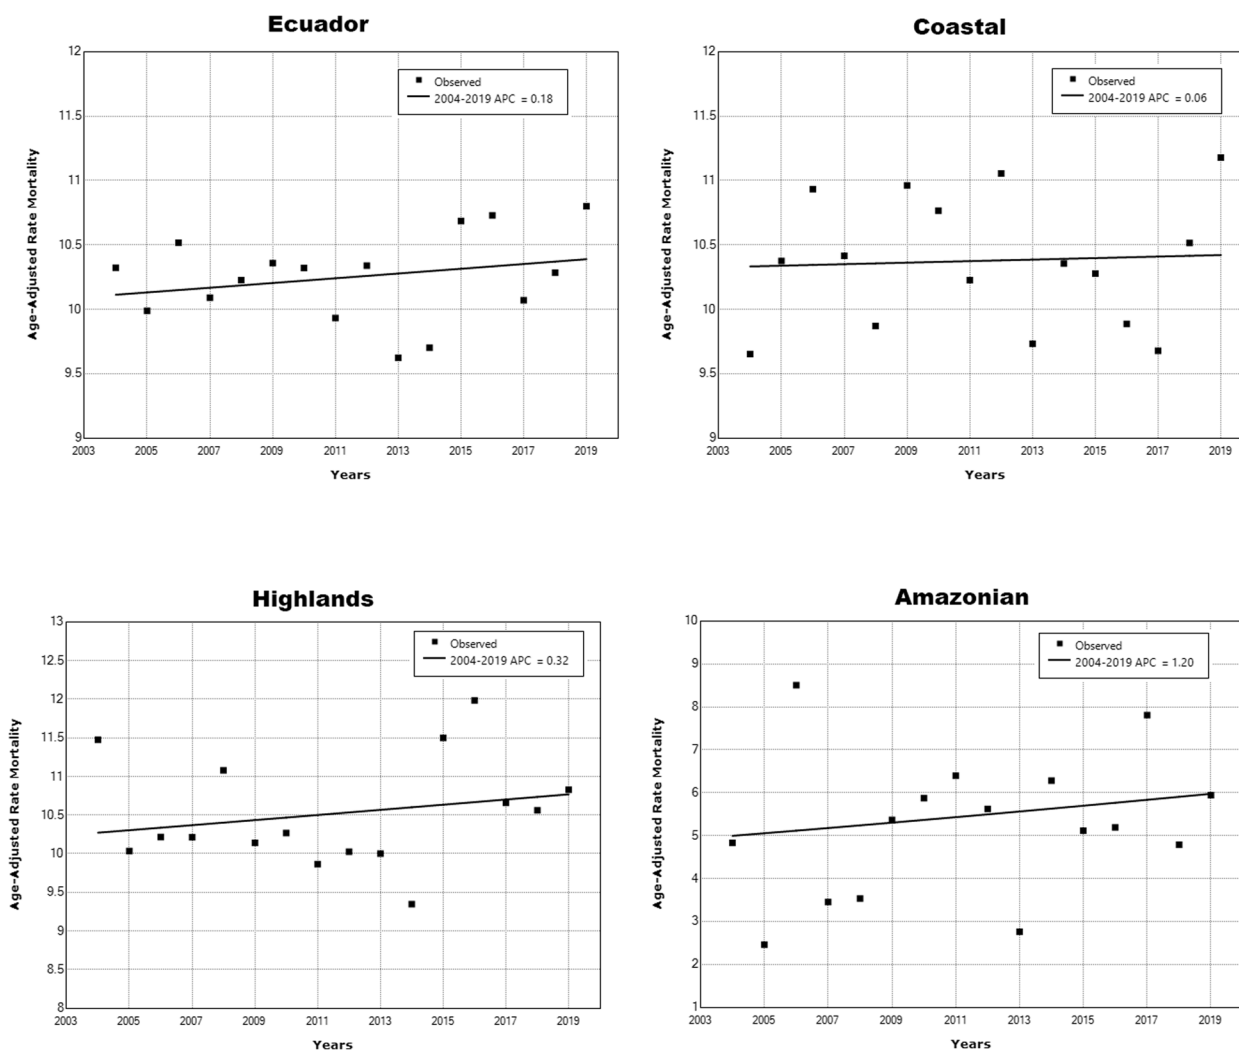 Ecuador
12
11.5
11
10.5
10
9.5
9
Age-Adjusted Rate Mortality
Observed
2004-2019 APC = 0.18
2003 2005 2007 2009 2011 2013 2015 2017 2019
Years
Coastal
12
11.5
11
10.5
10
9.5
9
Age-Adjusted Rate Mortality
Observed
2004-2019 APC = 0.06
2003 2005 2007 2009 2011 2013 2015 2017 2019
Years
Highlands
13
12.5
12
11.5
11
10.5
10
9.5
9
8.5
8
Age-Adjusted Rate Mortality
Observed
2004-2019 APC = 0.32
2003 2005 2007 2009 2011 2013 2015 2017 2019
Years
Amazonian
10
9
8
7
6
5
4
3
2
1
Age-Adjusted Rate Mortality
Observed
2004-2019 APC = 1.20
2003 2005 2007 2009 2011 2013 2015 2017 2019
Years